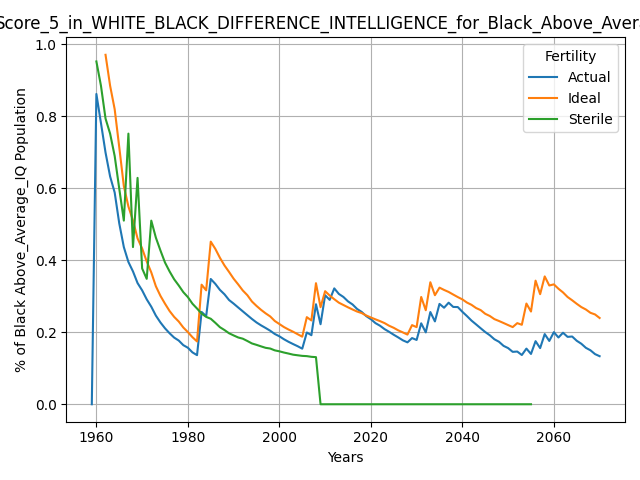 Score_5_in_WHITE_BLACK_DIFFERENCE_INTELLIGENCE_for_Black_Above_Avera
Fertility
Actual
Ideal
Sterile
% of Black Above_Average_IQ Population
1.0
0.8
0.6
0.4
0.2
0.0
1960 1980 2000 2020 2040 2060
Years